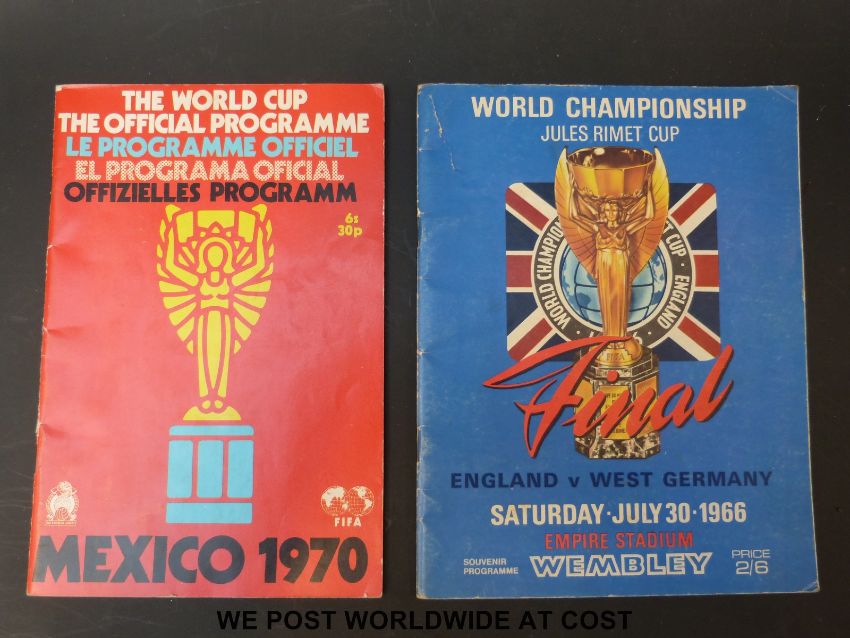 THE WORLD CUP
THE OFFICIAL PROGRAMME
LE PROGRAMME OFFICIEL
EL PROGRAMA OFICIAL
OFFIZIELLES PROGRAMM
6s
30p
FIFA
MEXICO 1970
WORLD CHAMPIONSHIP
JULES RIMET CUP
WORLD CHAMPION
CUP · ENGLAND
FIFA
Final
ENGLAND v WEST GERMANY
SATURDAY·JULY 30·1966
EMPIRE STADIUM
SOUVENIR
PROGRAMME
WEMBLEY
PRICE
2/6
WE POST WORLDWIDE AT COST